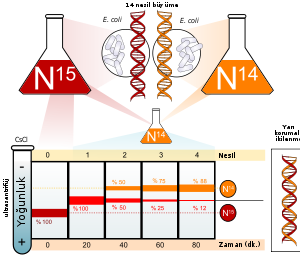 14 nesil büyüme
E. coli
E. coli
N15
N14
N14
Yarı
korumalı
ikilenme
CsCl
0 1 2 3 4 Nesil
ultrasantrifüj
Yoğunluk
-
+
% 50 % 75 % 88
N14
% 100 % 50 % 25 % 12
N15
% 100
0 20 40 60 80 Zaman (dk.)